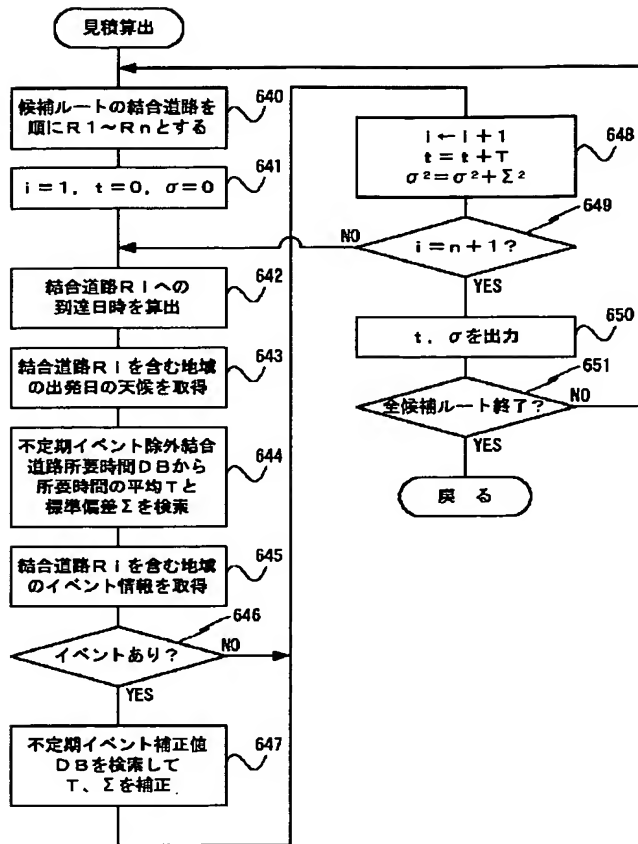 見積算出
候補ルートの結合道路を
順にR1～Rnとする
640
i=1, t=0, σ=0
641
結合道路Riへの
到達日時を算出
642
結合道路Riを含む地域
の出発日の天候を取得
643
不定期イベント除外結合
道路所要時間DBから
所要時間の平均Tと
標準偏差Σを検索
644
結合道路Riを含む地域
のイベント情報を取得
645
646
イベントあり？
NO
YES
不定期イベント補正値
DBを検索して
T、Σを補正
647
i←i+1
t=t+T
σ²=σ²+Σ²
648
649
NO
i=n+1？
YES
t, σを出力
650
651
全候補ルート終了？
NO
YES
戻る